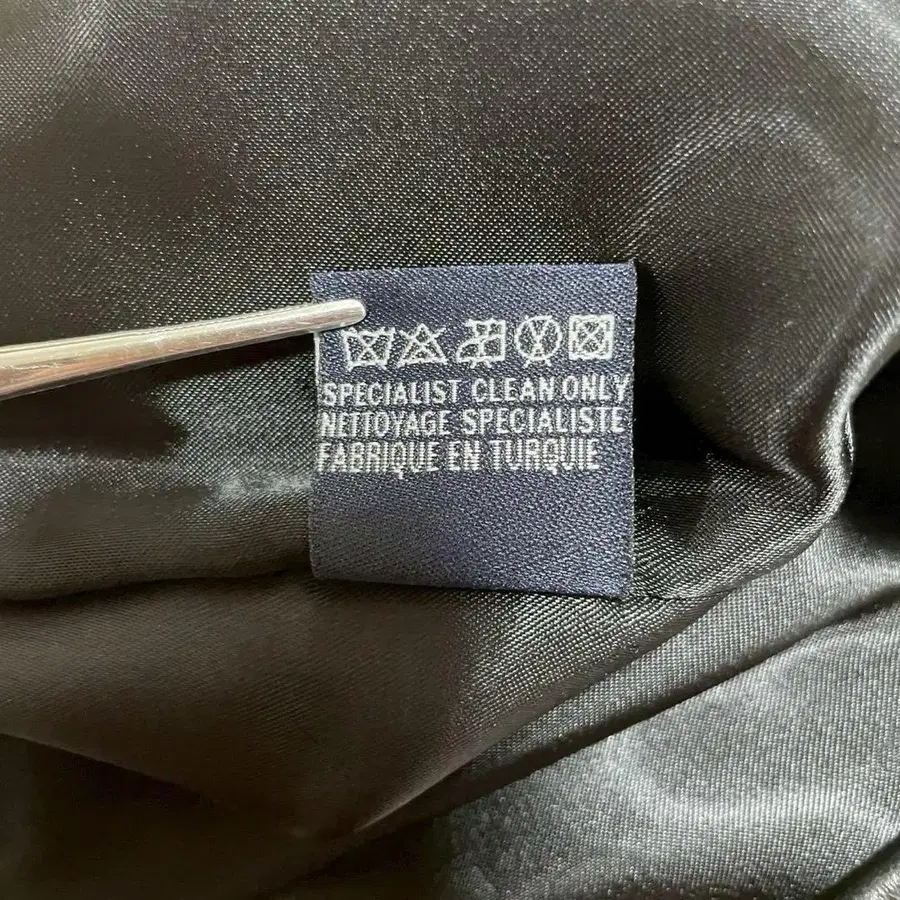 SPECIALIST CLEAN ONLY
NETTOYAGE SPECIALISTE
FABRIQUE EN TURQUIE